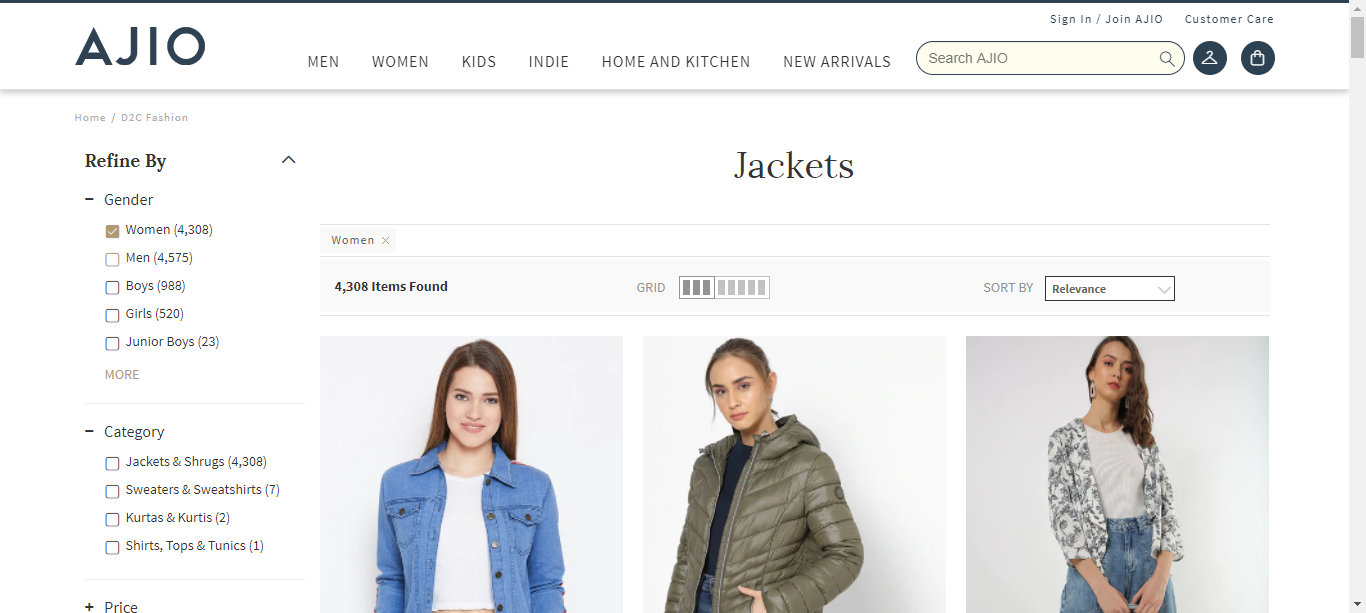 Sign In / Join AJIO Customer Care
AJIO
MEN WOMEN KIDS INDIE HOME AND KITCHEN NEW ARRIVALS
Search AJIO
Home / D2C Fashion
Refine By
Jackets
Gender
Women (4,308)
Men (4,575)
Boys (988)
Girls (520)
Junior Boys (23)
MORE
Women
4,308 Items Found
GRID
SORT BY Relevance
Category
Jackets & Shrugs (4,308)
Sweaters & Sweatshirts (7)
Kurtas & Kurtis (2)
Shirts, Tops & Tunics (1)
Price